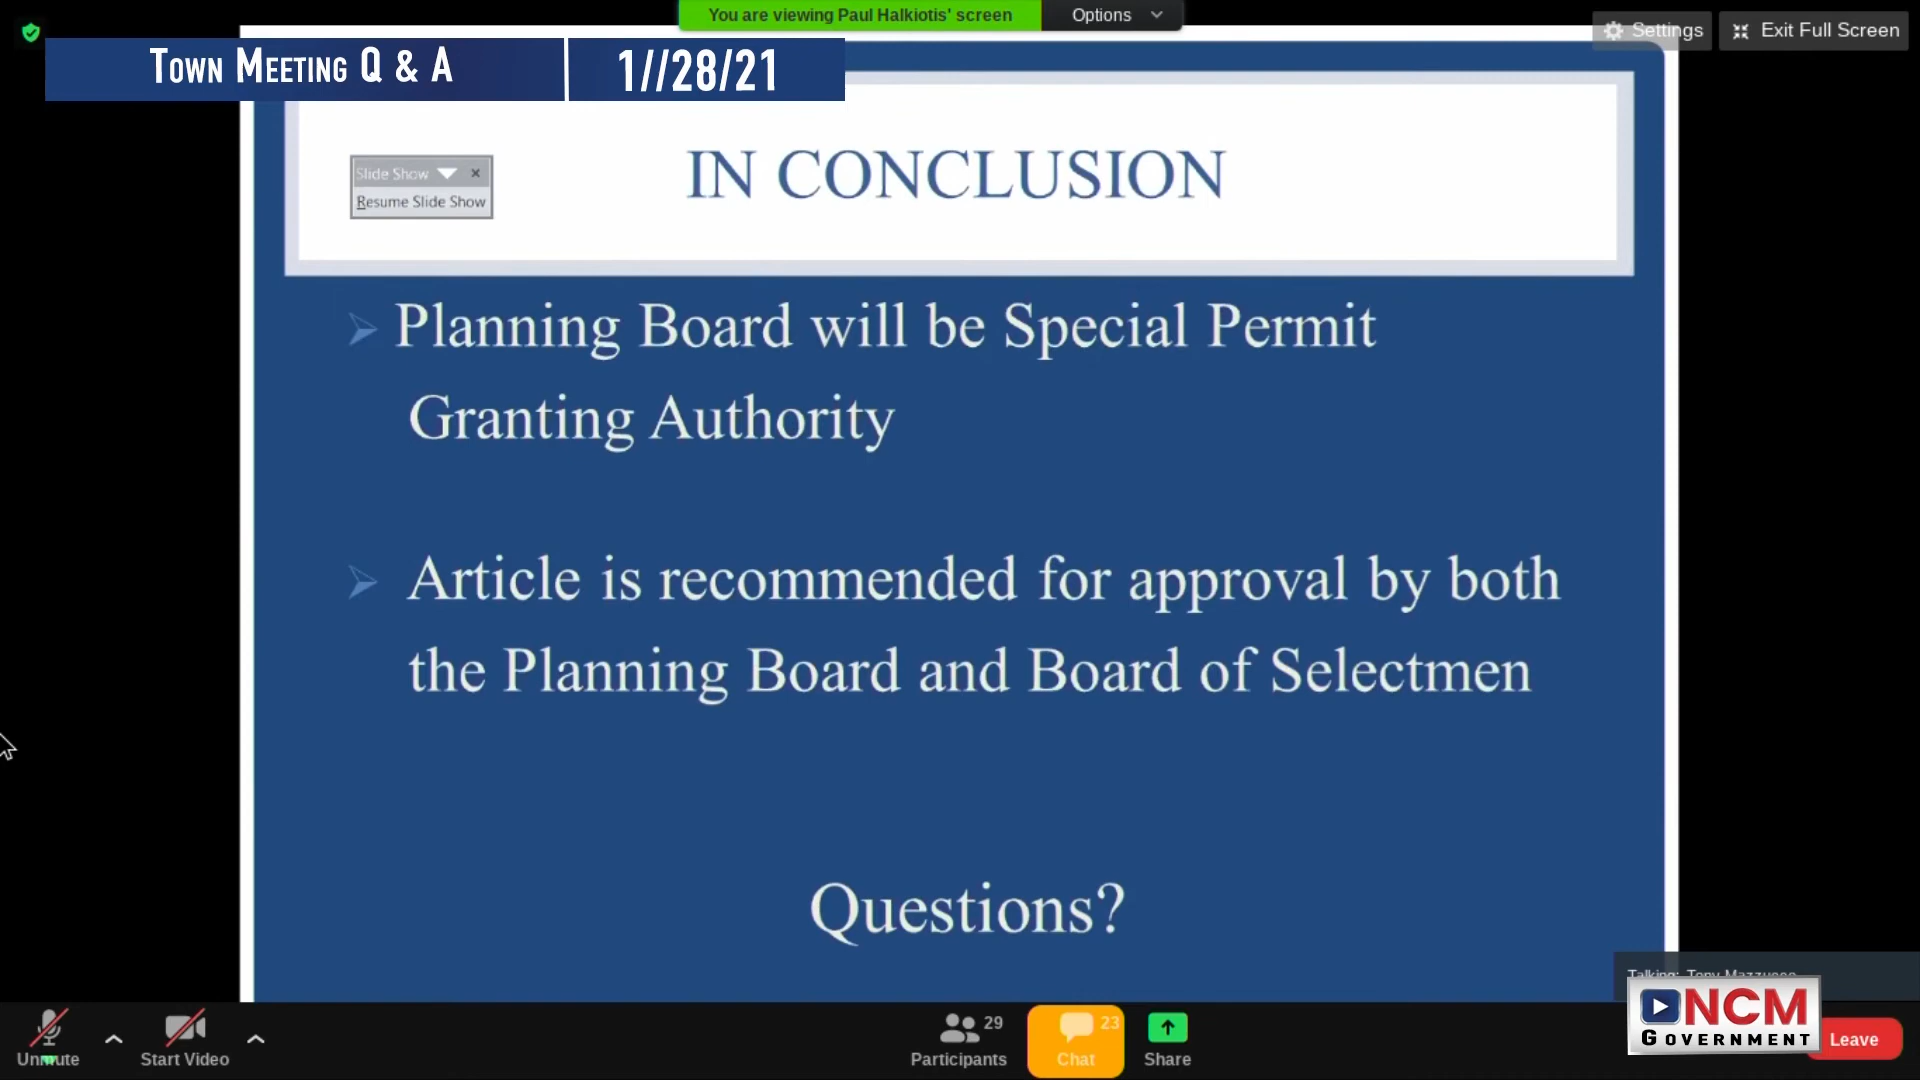 You are viewing Paul Halkiotis' screen
Options
Settings
Exit Full Screen
TOWN MEETING Q & A
1//28/21
Slide Show
Resume Slide Show
IN CONCLUSION
Planning Board will be Special Permit
Granting Authority
Article is recommended for approval by both
the Planning Board and Board of Selectmen
Questions?
Talking: Tony Mazzucco
NCM
GOVERNMENT
Unmute
Start Video
Participants
29
Chat
23
Share
Leave